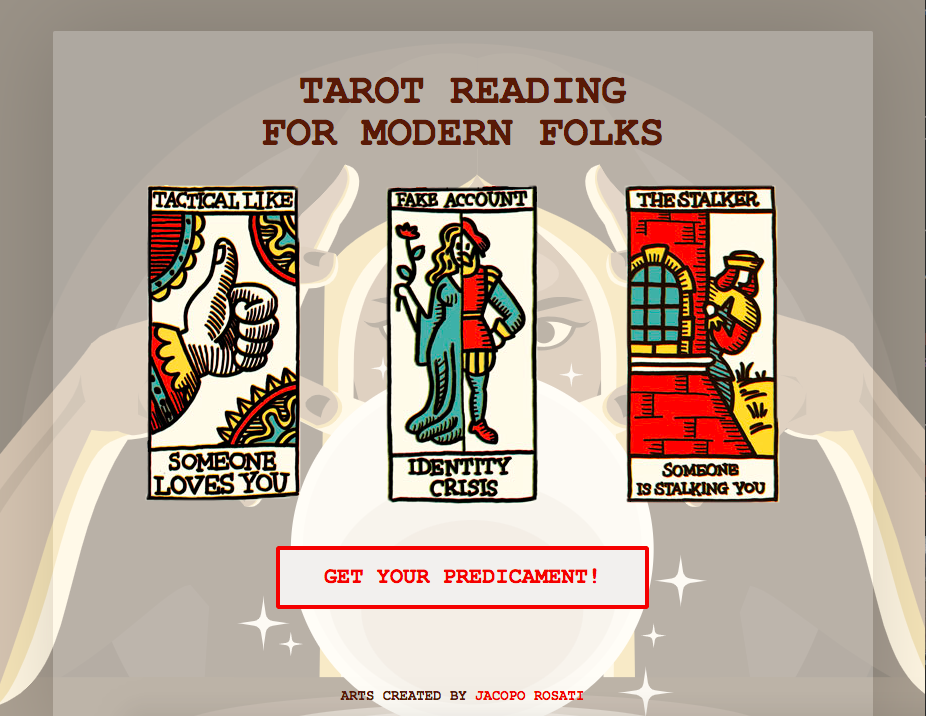 TAROT READING
FOR MODERN FOLKS
TACTICAL LIKE
SOMEONE
LOVES YOU
FAKE ACCOUNT
IDENTITY
CRISIS
THE STALKER
SOMEONE
IS STALKING YOU
GET YOUR PREDICAMENT!
ARTS CREATED BY JACOPO ROSATI